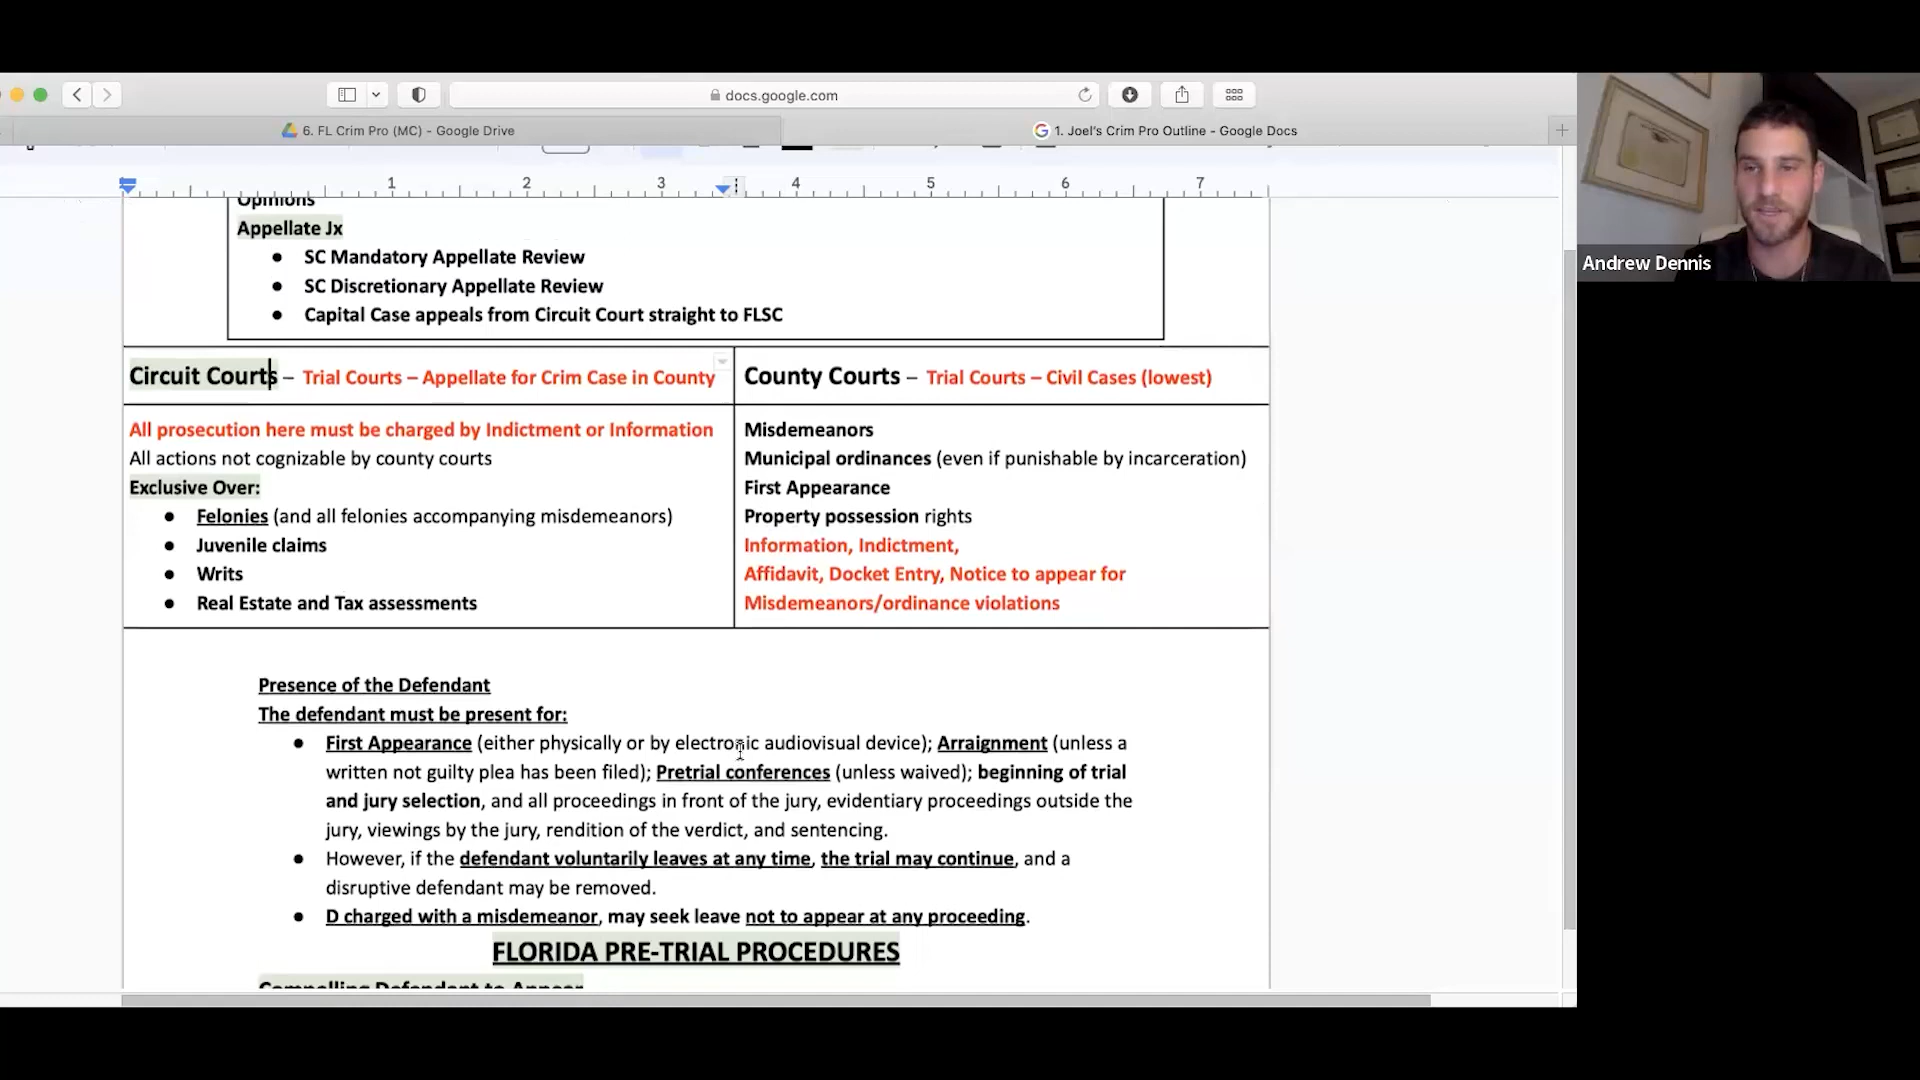 docs.google.com
6. FL Crim Pro (MC) - Google Drive
1. Joel's Crim Pro Outline - Google Docs
1 2 3 4 5 6 7
Opinions
Appellate Jx
● SC Mandatory Appellate Review
● SC Discretionary Appellate Review
● Capital Case appeals from Circuit Court straight to FLSC
Circuit Courts – Trial Courts – Appellate for Crim Case in County
All prosecution here must be charged by Indictment or Information
All actions not cognizable by county courts
Exclusive Over:
● Felonies (and all felonies accompanying misdemeanors)
● Juvenile claims
● Writs
● Real Estate and Tax assessments
County Courts – Trial Courts – Civil Cases (lowest)
Misdemeanors
Municipal ordinances (even if punishable by incarceration)
First Appearance
Property possession rights
Information, Indictment,
Affidavit, Docket Entry, Notice to appear for
Misdemeanors/ordinance violations
Presence of the Defendant
The defendant must be present for:
● First Appearance (either physically or by electronic audiovisual device); Arraignment (unless a
written not guilty plea has been filed); Pretrial conferences (unless waived); beginning of trial
and jury selection, and all proceedings in front of the jury, evidentiary proceedings outside the
jury, viewings by the jury, rendition of the verdict, and sentencing.
● However, if the defendant voluntarily leaves at any time, the trial may continue, and a
disruptive defendant may be removed.
● D charged with a misdemeanor, may seek leave not to appear at any proceeding.
FLORIDA PRE-TRIAL PROCEDURES
Compelling Defendant to Appear
Andrew Dennis